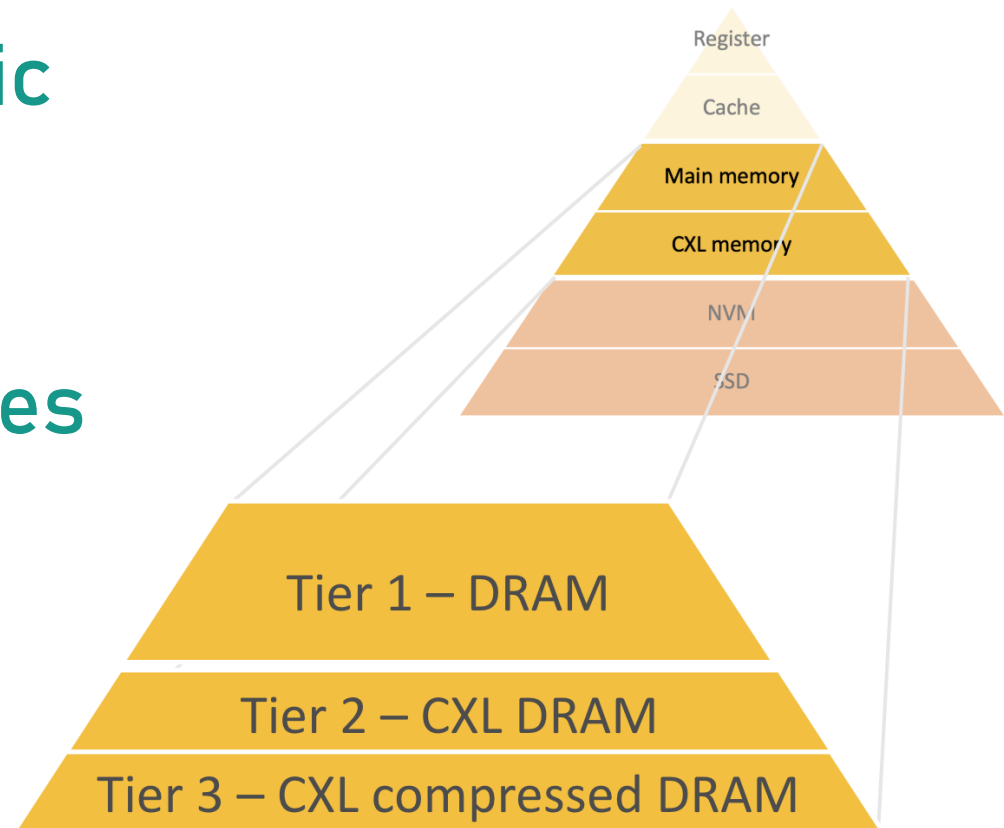 ic
es
Register
Cache
Main memory
CXL memory
NVM
SSD
Tier 1 – DRAM
Tier 2 – CXL DRAM
Tier 3 – CXL compressed DRAM